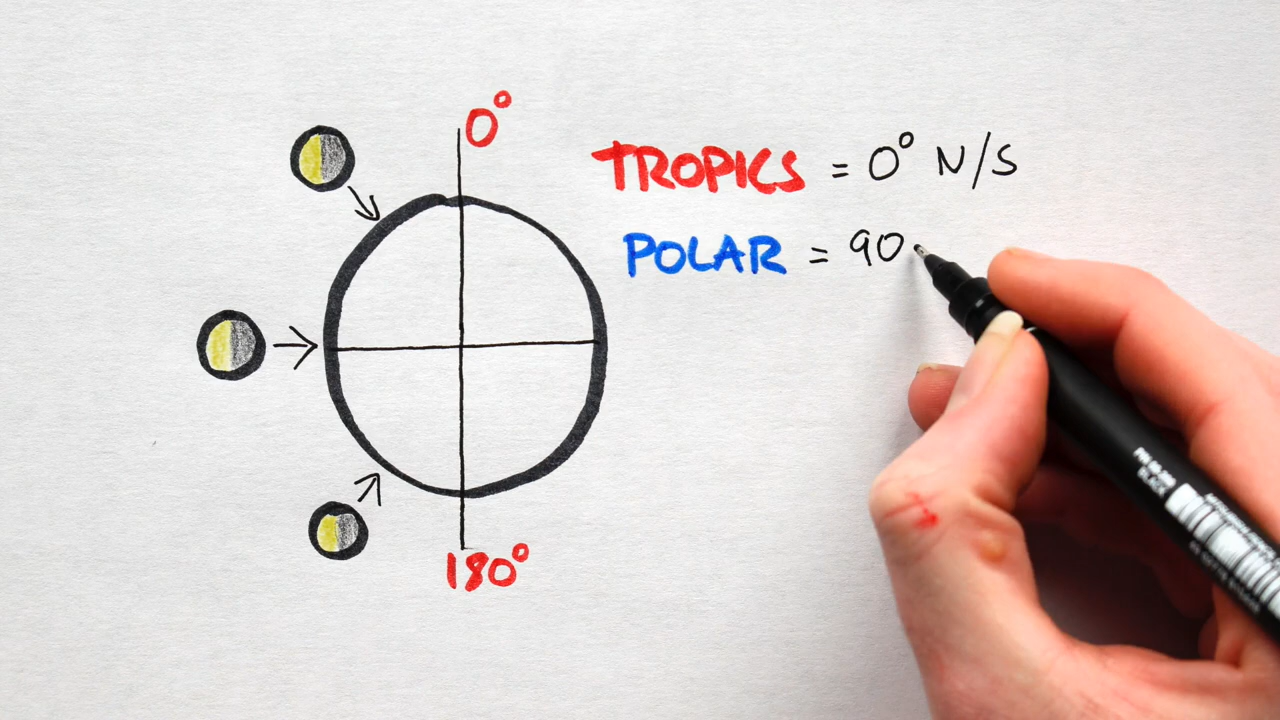 0°
TROPICS = 0° N/S
POLAR = 90
180°